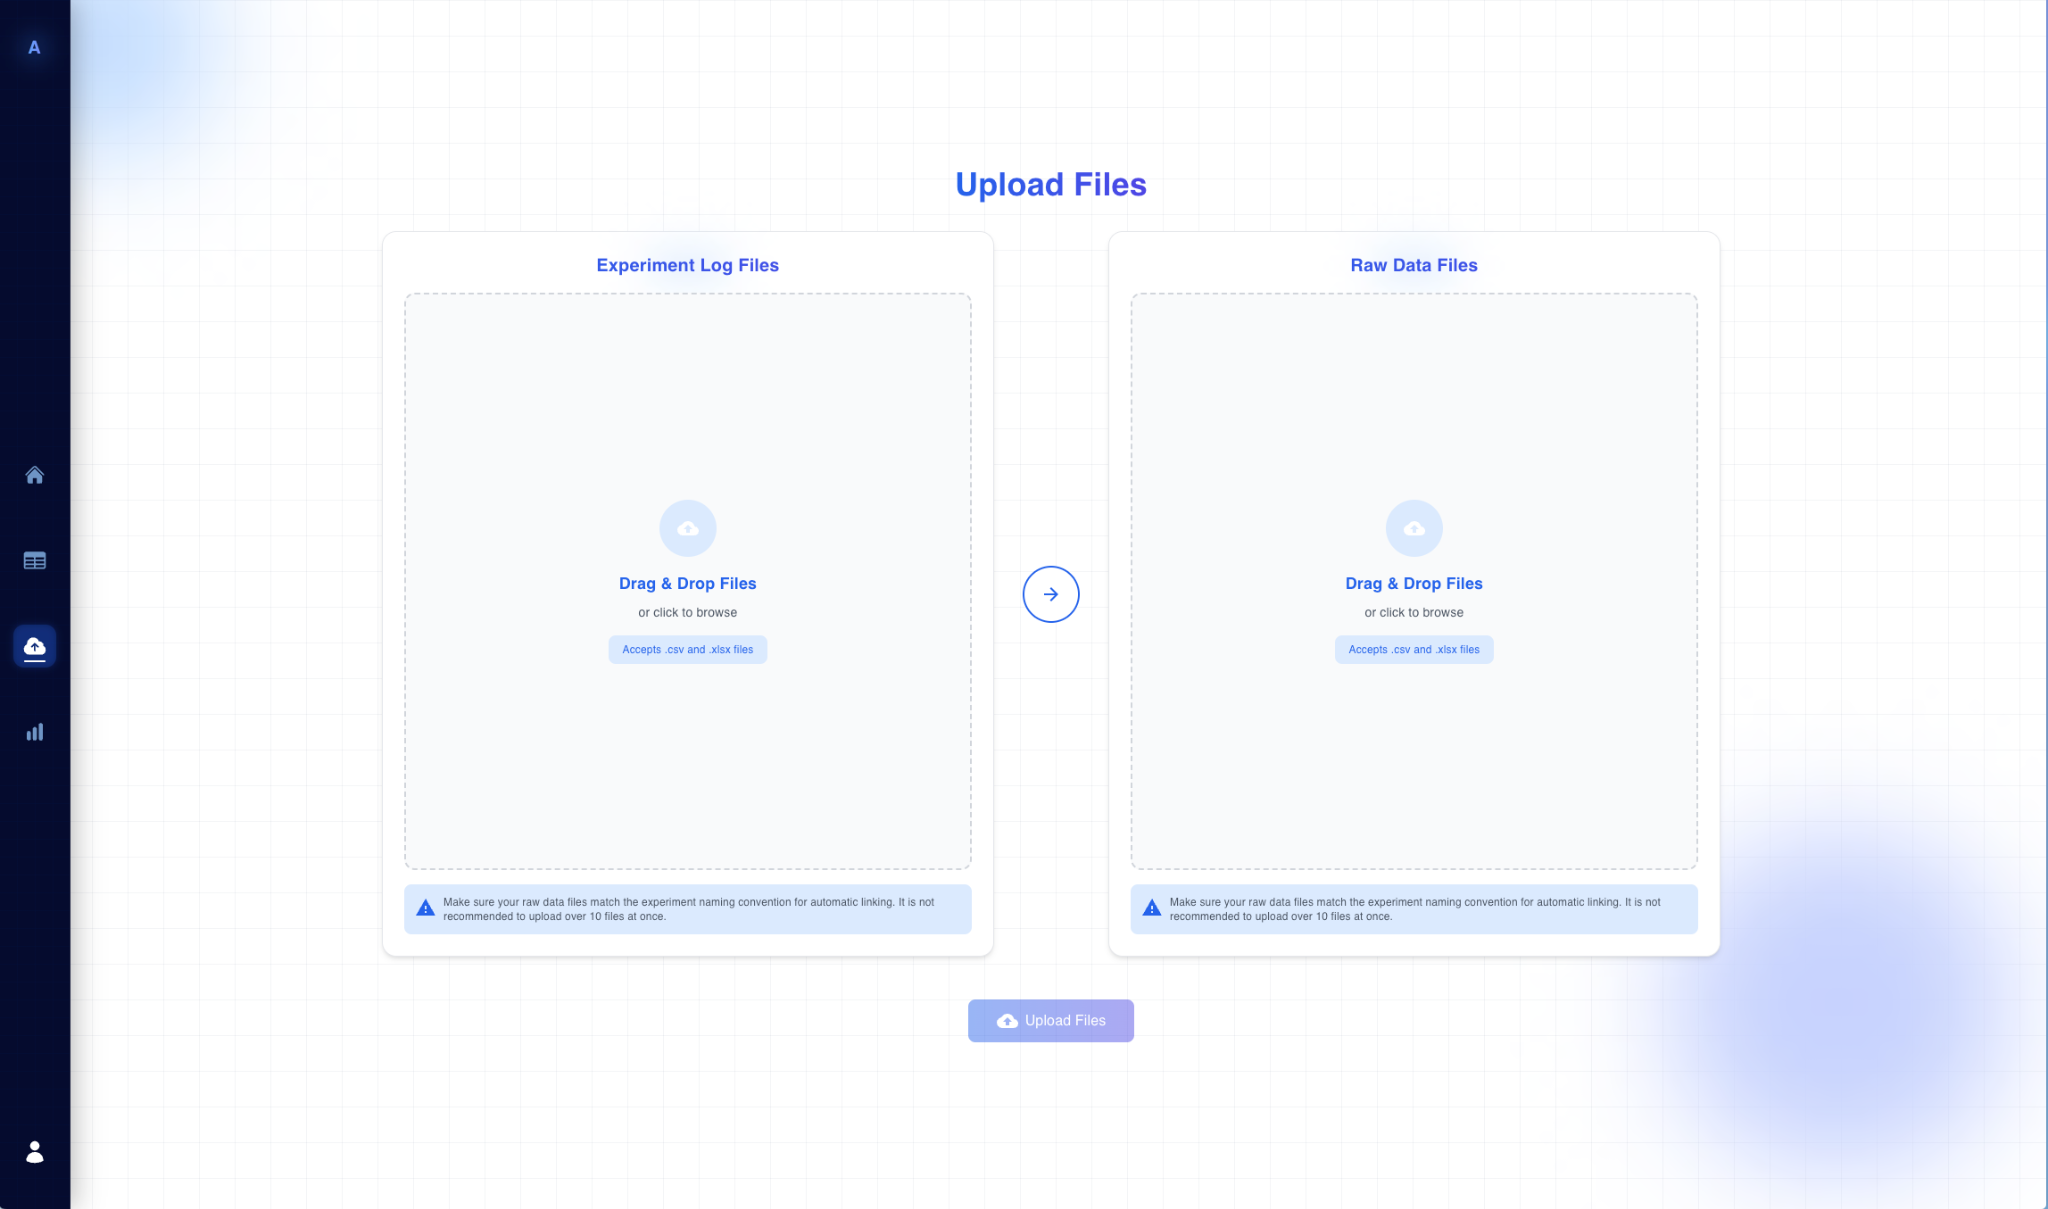 A
Upload Files
Experiment Log Files
Drag & Drop Files
or click to browse
Accepts .csv and .xlsx files
Make sure your raw data files match the experiment naming convention for automatic linking. It is not
recommended to upload over 10 files at once.
Raw Data Files
Drag & Drop Files
or click to browse
Accepts .csv and .xlsx files
Make sure your raw data files match the experiment naming convention for automatic linking. It is not
recommended to upload over 10 files at once.
Upload Files